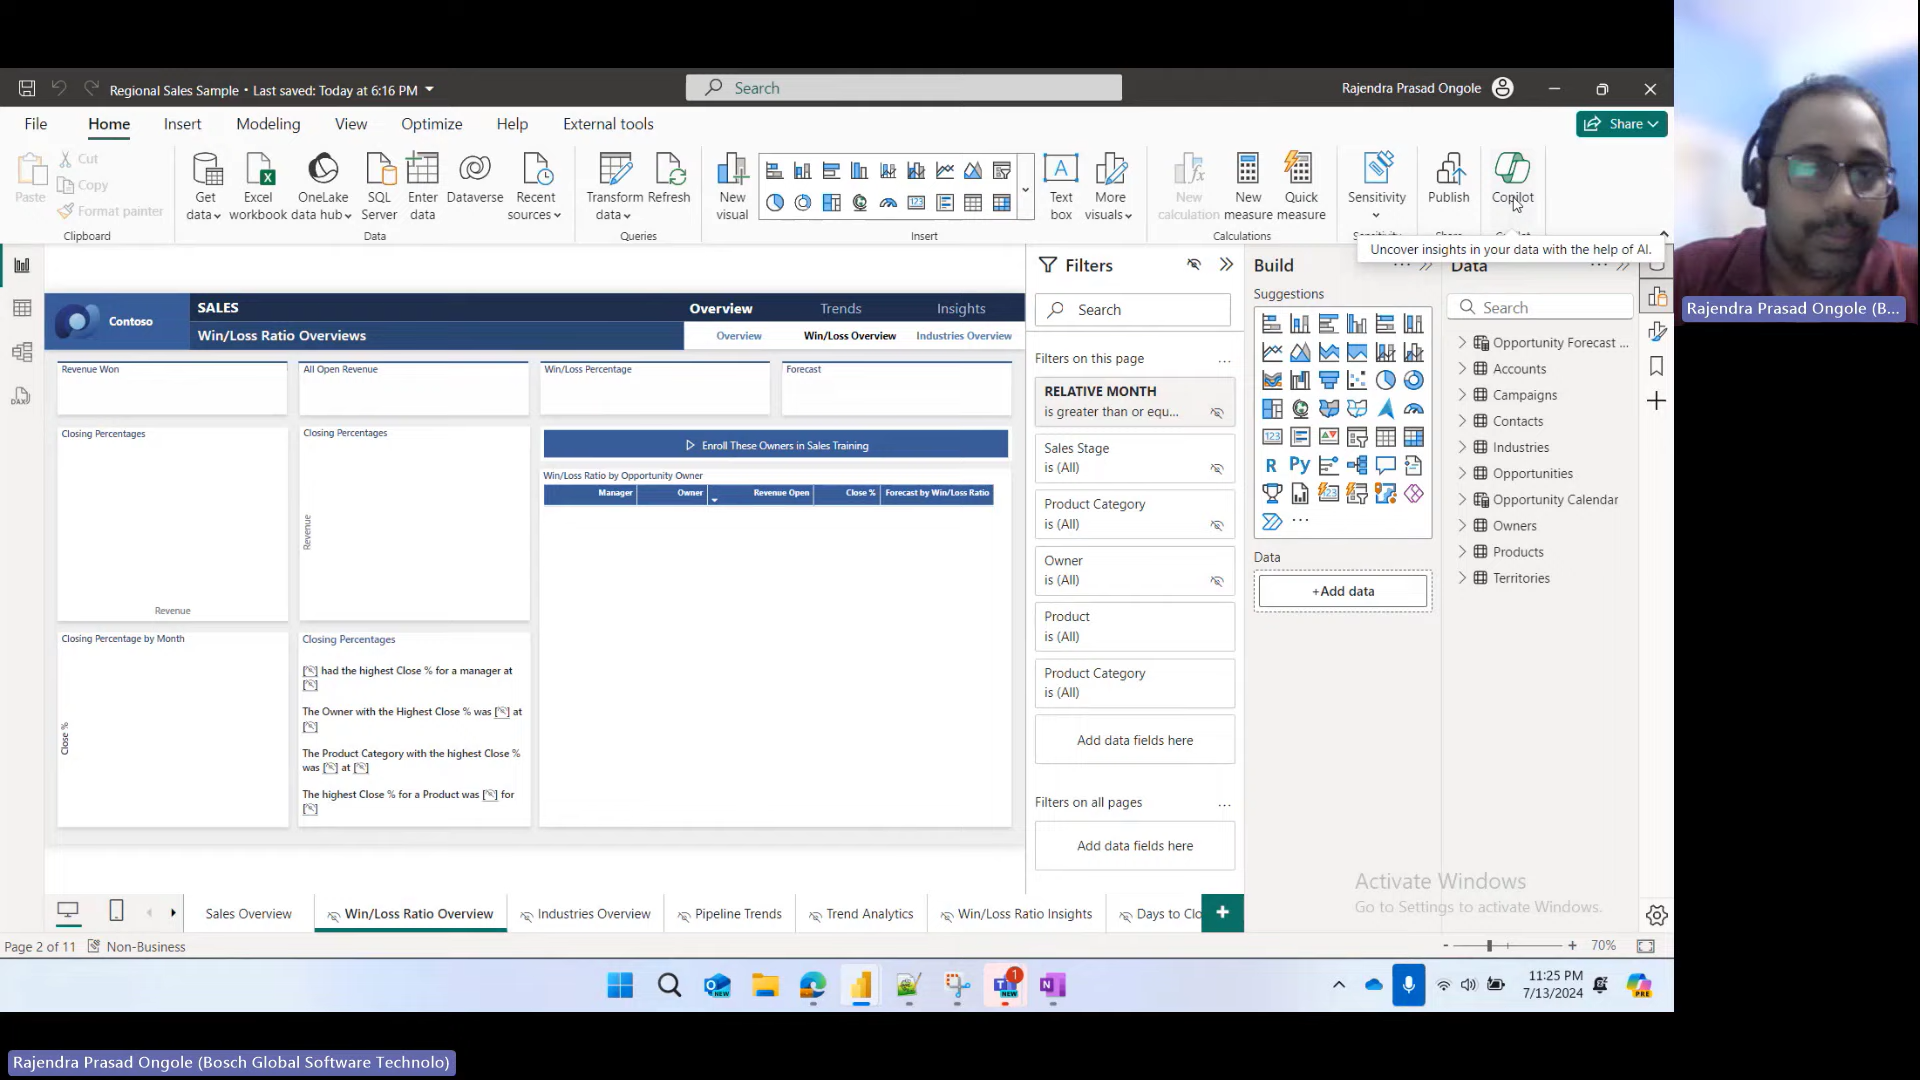 Regional Sales Sample • Last saved: Today at 6:16 PM
Search
Rajendra Prasad Ongole
File
Home
Insert
Modeling
View
Optimize
Help
External tools
Share
Paste
Cut
Copy
Format painter
Get data
Excel workbook
OneLake data hub
SQL Server
Enter data
Dataverse
Recent sources
Transform data
Refresh
New visual
Text box
More visuals
New calculation
New measure
Quick measure
Sensitivity
Publish
Copilot
Clipboard
Data
Queries
Insert
Calculations
Uncover insights in your data with the help of AI.
Rajendra Prasad Ongole (B...
Contoso
SALES
Overview
Trends
Insights
Win/Loss Ratio Overviews
Overview
Win/Loss Overview
Industries Overview
Revenue Won
All Open Revenue
Win/Loss Percentage
Forecast
Closing Percentages
Revenue
Closing Percentages
Revenue
Enroll These Owners in Sales Training
Win/Loss Ratio by Opportunity Owner
Manager
Owner
Revenue Open
Close %
Forecast by Win/Loss Ratio
Closing Percentage by Month
Close %
Closing Percentages
had the highest Close % for a manager at
The Owner with the Highest Close % was at
The Product Category with the highest Close %
was at
The highest Close % for a Product was for
Filters
Search
Filters on this page
...
RELATIVE MONTH
is greater than or equ...
Sales Stage
is (All)
Product Category
is (All)
Owner
is (All)
Product
is (All)
Product Category
is (All)
Add data fields here
Filters on all pages
...
Add data fields here
Build
Suggestions
R
Py
123
...
Data
+Add data
Data
Search
Opportunity Forecast ...
Accounts
Campaigns
Contacts
Industries
Opportunities
Opportunity Calendar
Owners
Products
Territories
Activate Windows
Go to Settings to activate Windows.
Sales Overview
Win/Loss Ratio Overview
Industries Overview
Pipeline Trends
Trend Analytics
Win/Loss Ratio Insights
Days to Clo
Page 2 of 11
Non-Business
70%
NEW
1
NEW
11:25 PM
7/13/2024
PRE
Rajendra Prasad Ongole (Bosch Global Software Technolo)